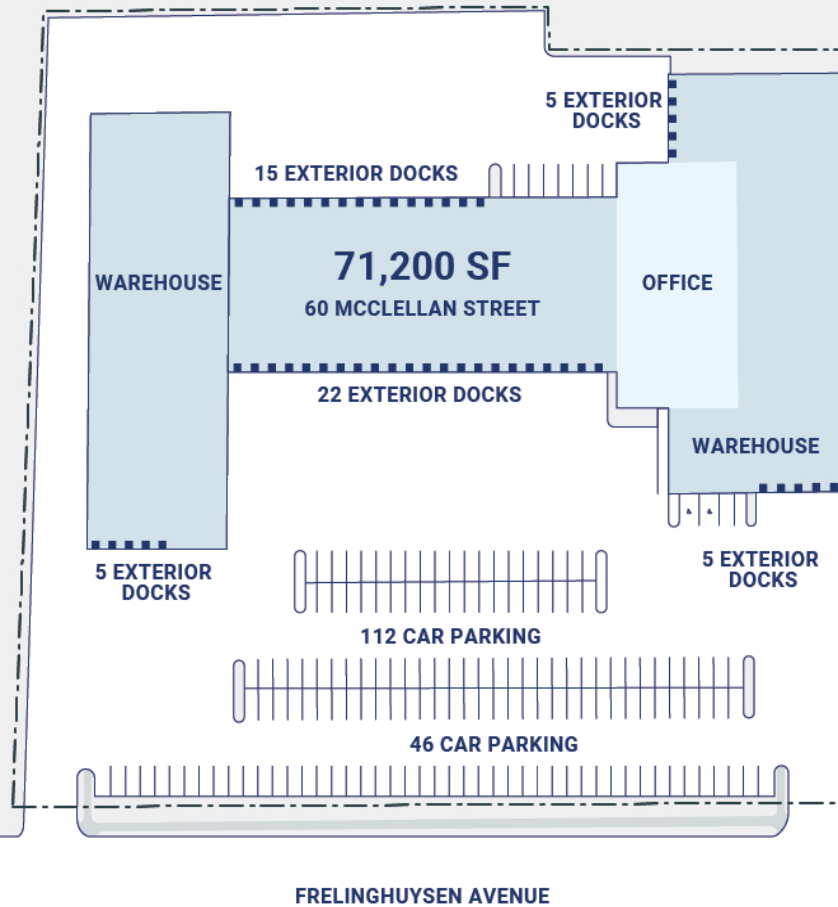 5 EXTERIOR
DOCKS
15 EXTERIOR DOCKS
71,200 SF
WAREHOUSE
OFFICE
60 MCCLELLAN STREET
22 EXTERIOR DOCKS
WAREHOUSE
5 EXTERIOR
DOCKS
5 EXTERIOR
DOCKS
112 CAR PARKING
46 CAR PARKING
FRELINGHUYSEN AVENUE